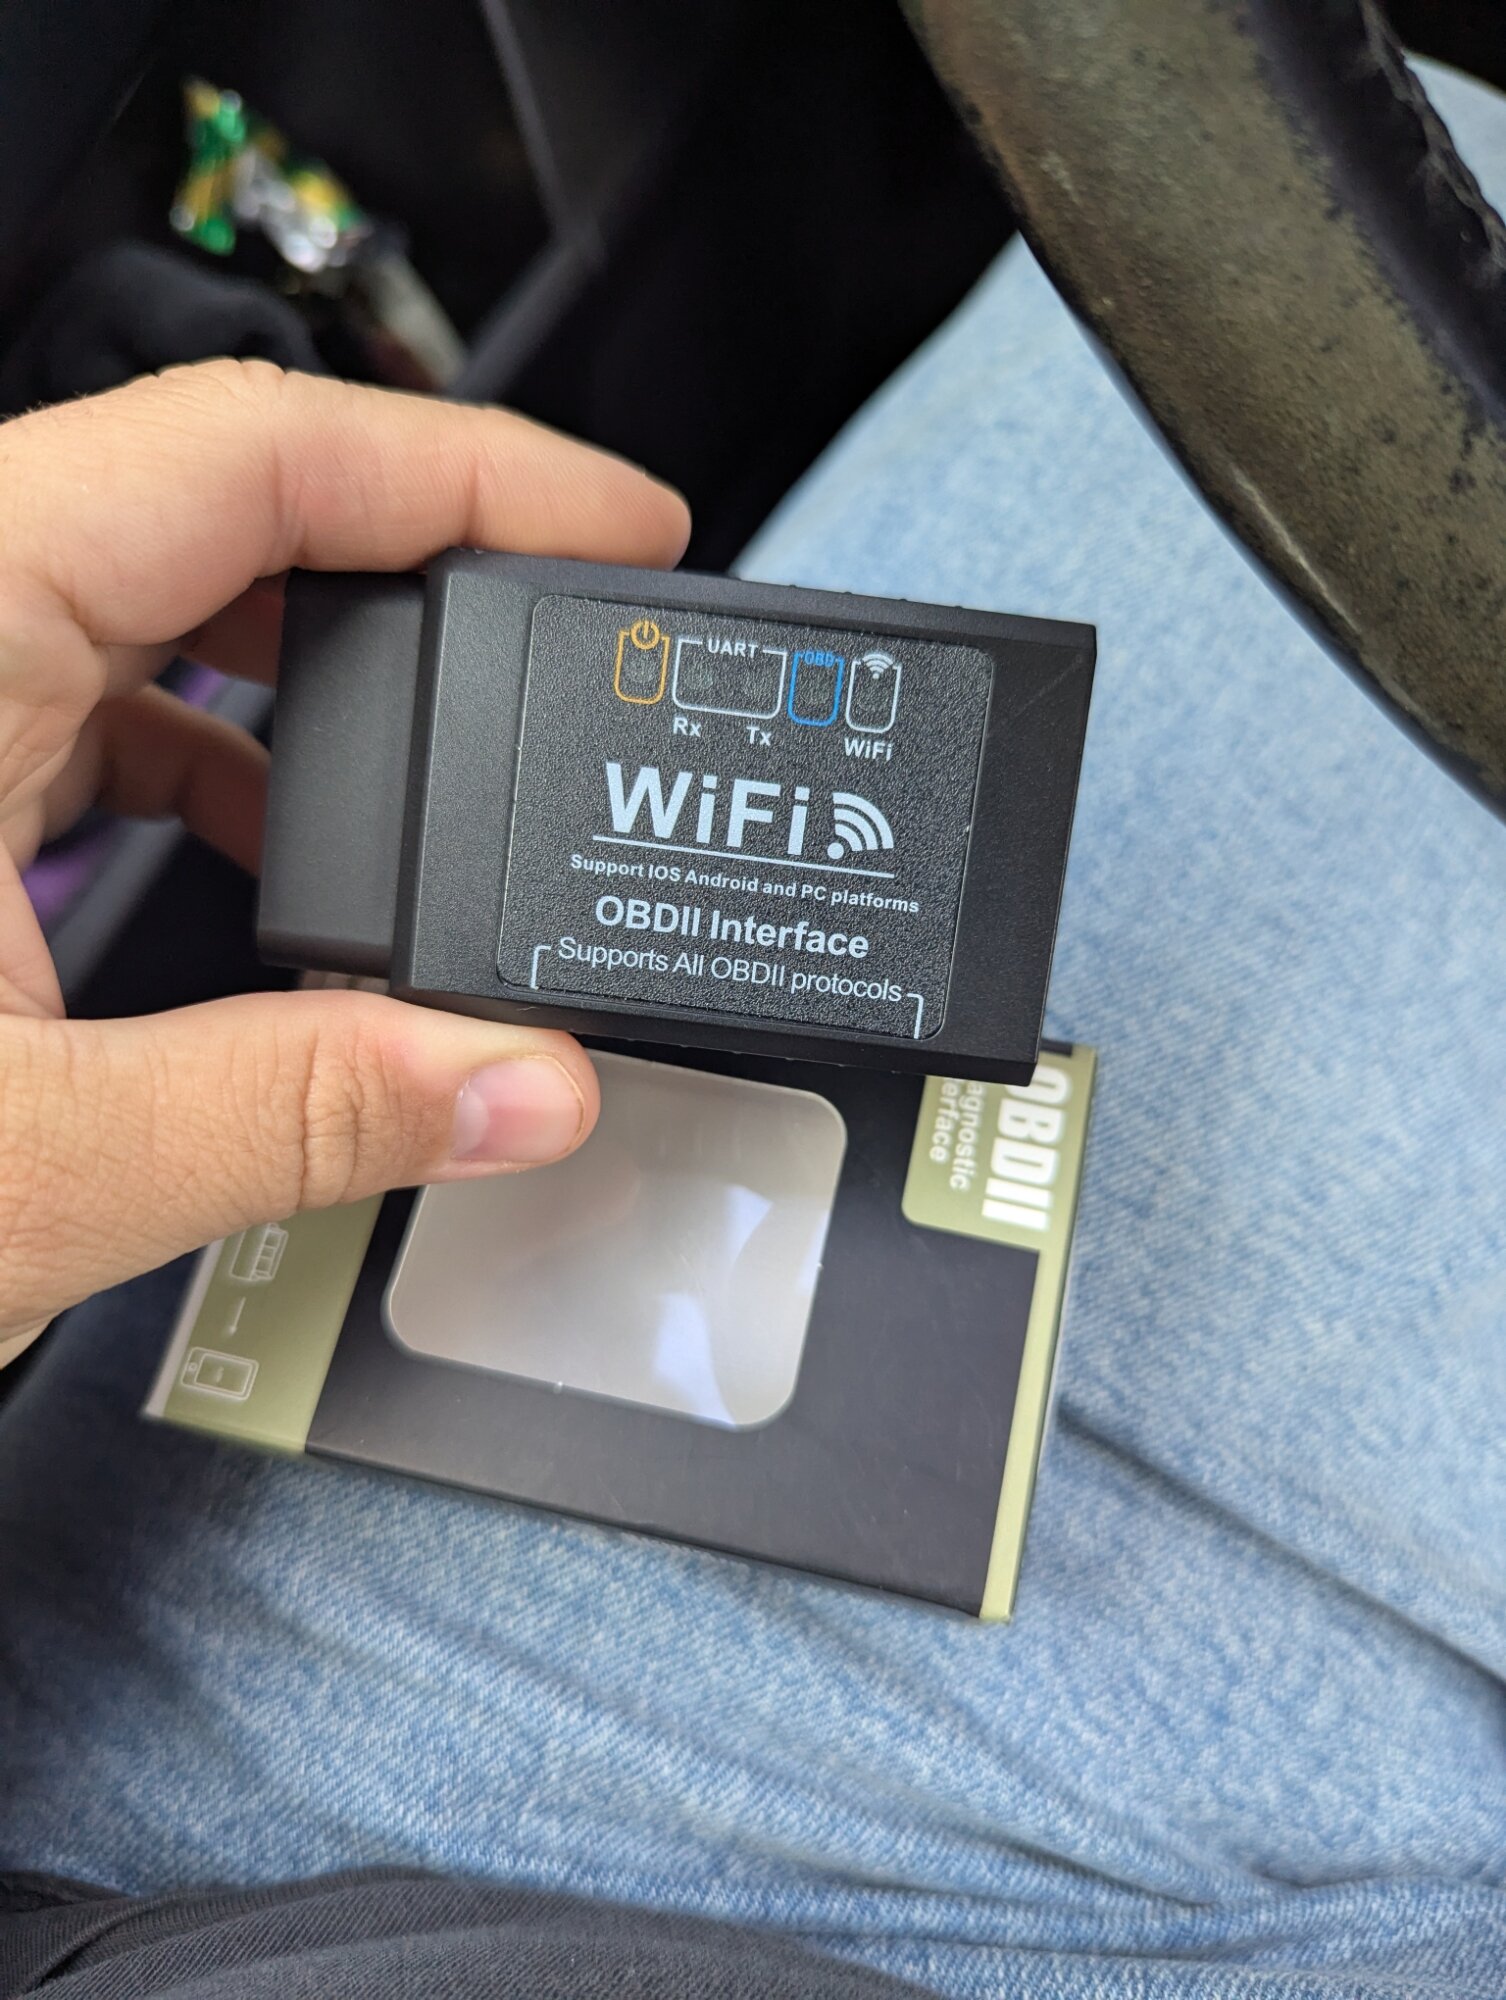 UART
OBD
Rx
Tx
WiFi
WiFi
Support IOS Android and PC platforms
OBDII Interface
Supports All OBDII protocols
OBDII
agnostic
erface